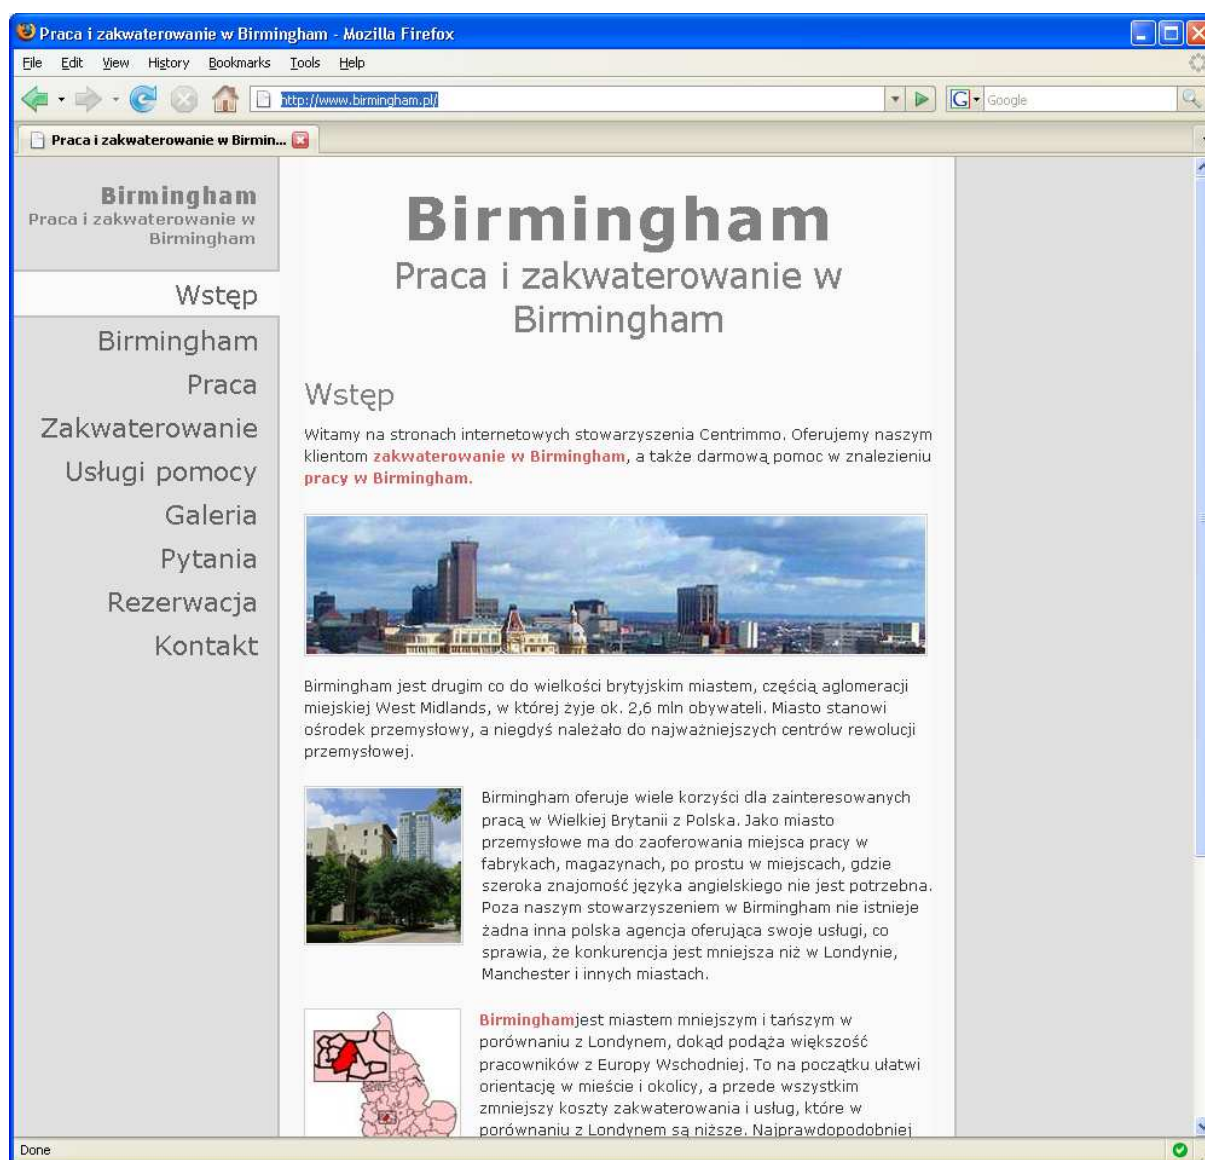 Praca i zakwaterowanie w Birmingham - Mozilla Firefox
File Edit View History Bookmarks Tools Help
http://www.birmingham.pl/
G Google
Praca i zakwaterowanie w Birmin...
Birmingham
Praca i zakwaterowanie w
Birmingham
Wstęp
Birmingham
Praca
Zakwaterowanie
Usługi pomocy
Galeria
Pytania
Rezerwacja
Kontakt
Birmingham
Praca i zakwaterowanie w
Birmingham
Wstęp
Witamy na stronach internetowych stowarzyszenia Centrimmo. Oferujemy naszym
klientom zakwaterowanie w Birmingham, a także darmową pomoc w znalezieniu
pracy w Birmingham.
Birmingham jest drugim co do wielkości brytyjskim miastem, częścią aglomeracji
miejskiej West Midlands, w której żyje ok. 2,6 mln obywateli. Miasto stanowi
ośrodek przemysłowy, a niegdyś należało do najważniejszych centrów rewolucji
przemysłowej.
Birmingham oferuje wiele korzyści dla zainteresowanych
pracą w Wielkiej Brytanii z Polska. Jako miasto
przemysłowe ma do zaoferowania miejsca pracy w
fabrykach, magazynach, po prostu w miejscach, gdzie
szeroka znajomość języka angielskiego nie jest potrzebna.
Poza naszym stowarzyszeniem w Birmingham nie istnieje
żadna inna polska agencja oferująca swoje usługi, co
sprawia, że konkurencja jest mniejsza niż w Londynie,
Manchester i innych miastach.
Birminghamjest miastem mniejszym i tańszym w
porównaniu z Londynem, dokąd podąża większość
pracowników z Europy Wschodniej. To na początku ułatwi
orientację w mieście i okolicy, a przede wszystkim
zmniejszy koszty zakwaterowania i usług, które w
porównaniu z Londynem są niższe. Najprawdopodobniej
Done